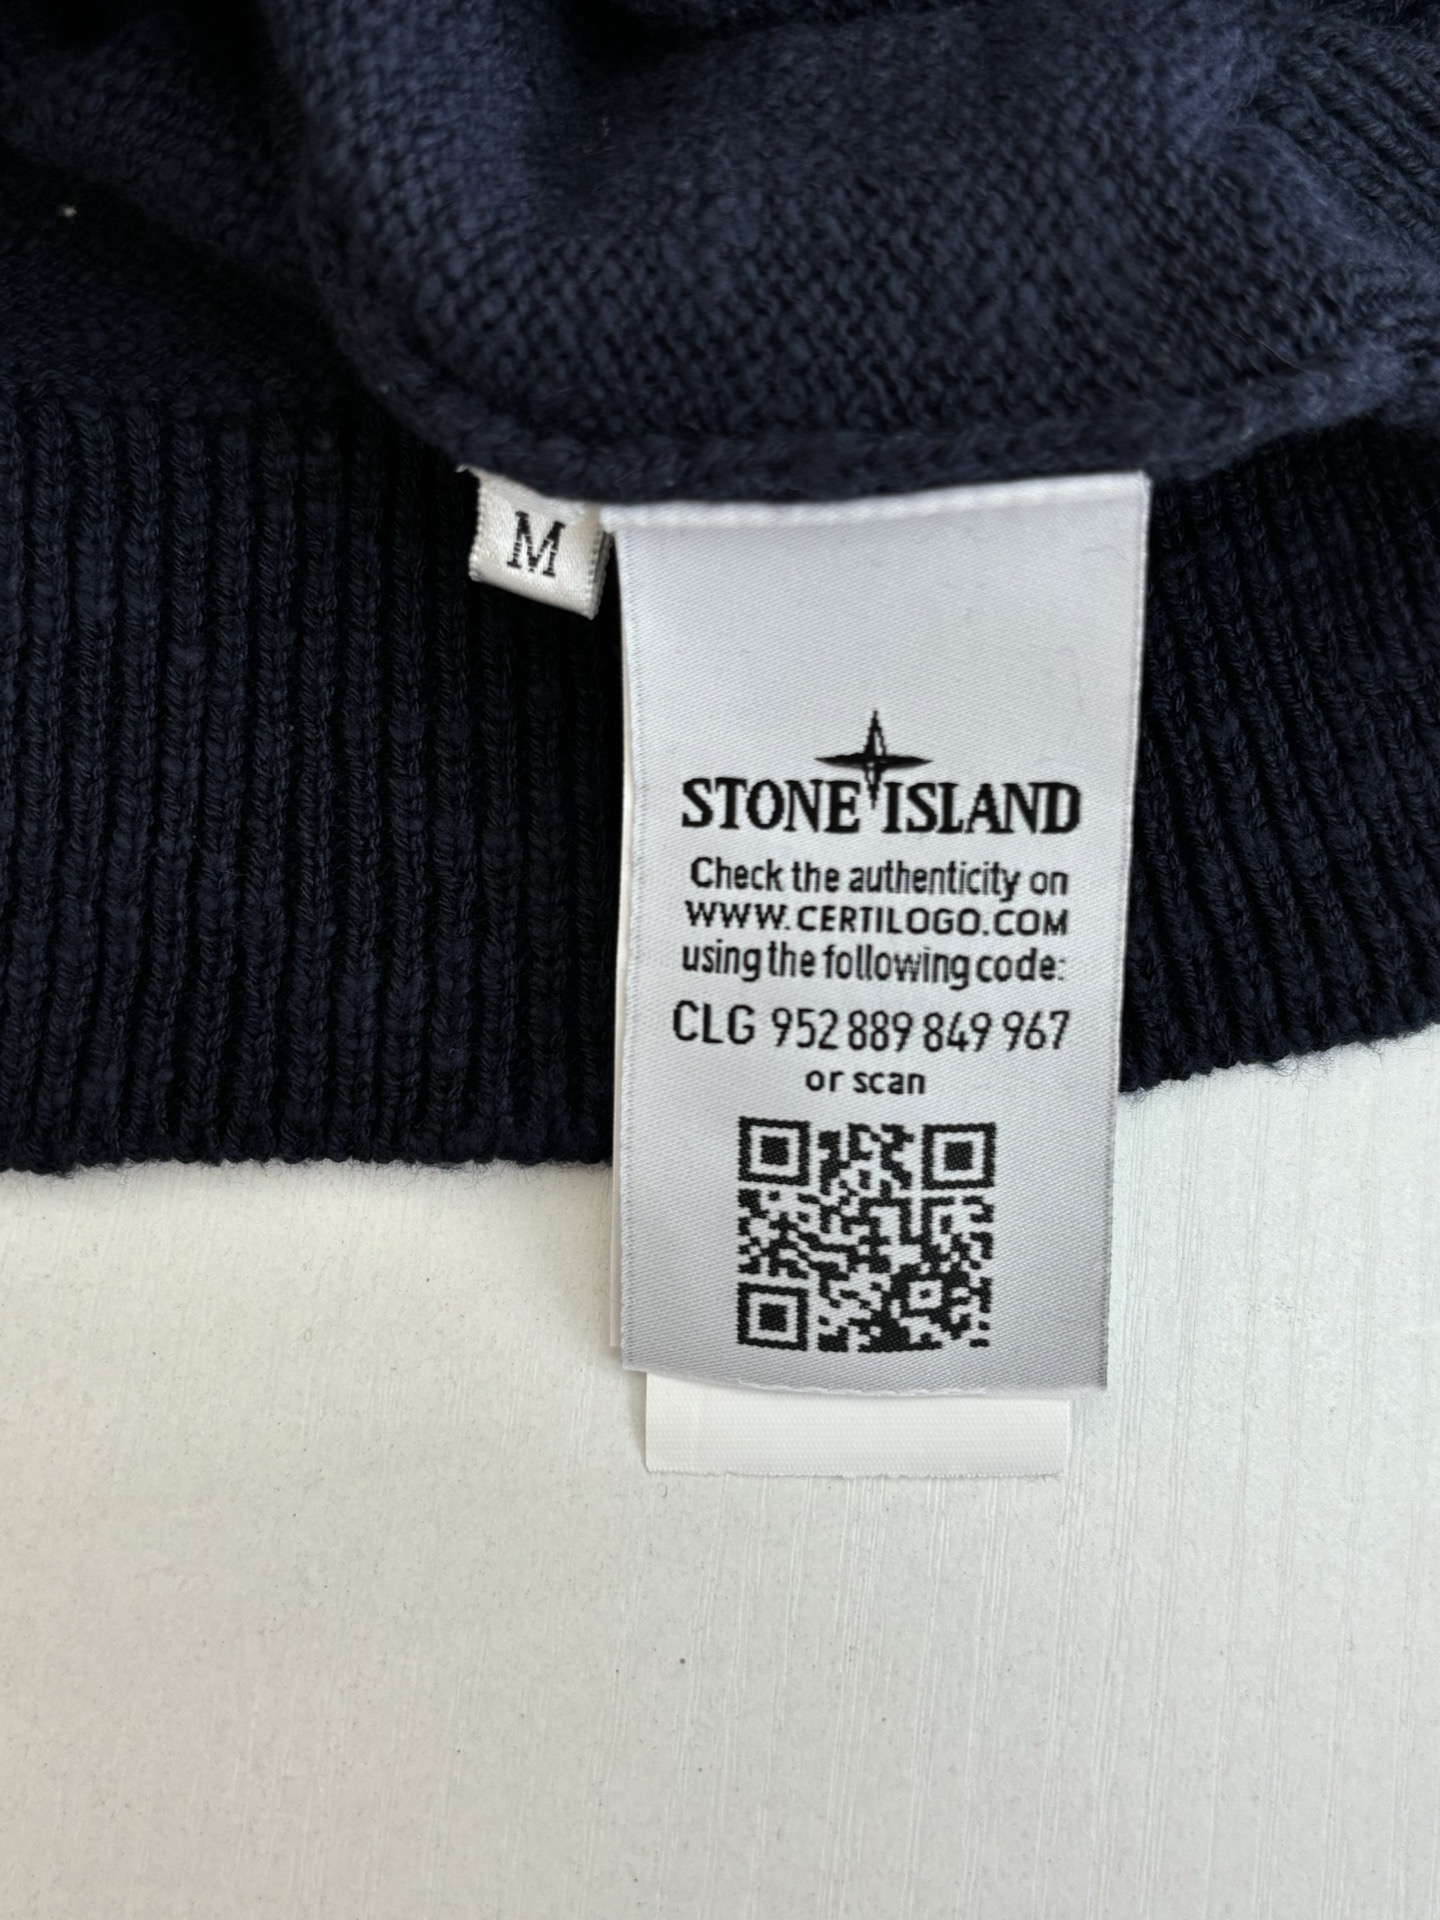 M
STONE ISLAND
Check the authenticity on
WWW.CERTILOGO.COM
using the following code:
CLG 952 889 849 967
or scan